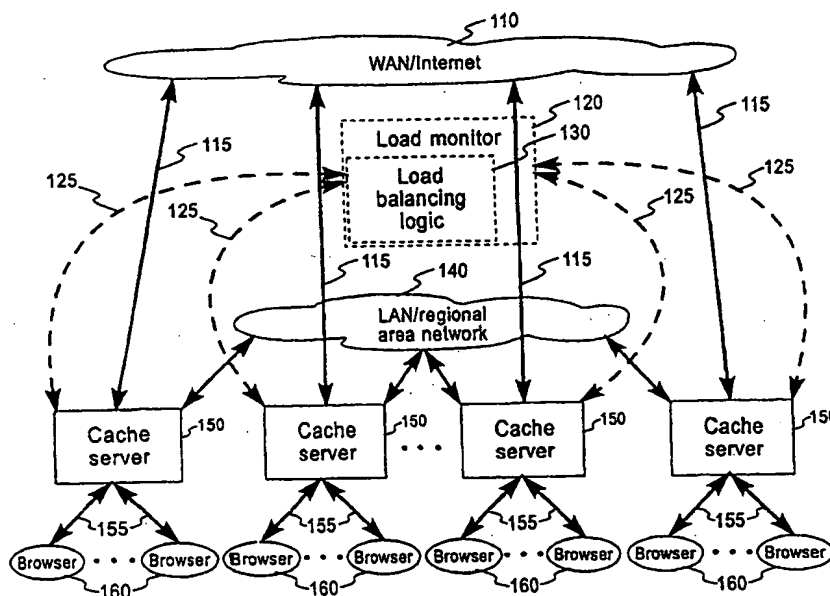 110
WAN/Internet
120
115
Load monitor
130
115
125
Load
balancing
logic
125
125
125
115
140
115
LAN/regional
area network
Cache
server
150
Cache
server
150
• • •
Cache
server
150
Cache
server
150
155
155
155
155
Browser • • • Browser
Browser • • • Browser
Browser • • • Browser
Browser • • • Browser
160
160
160
160